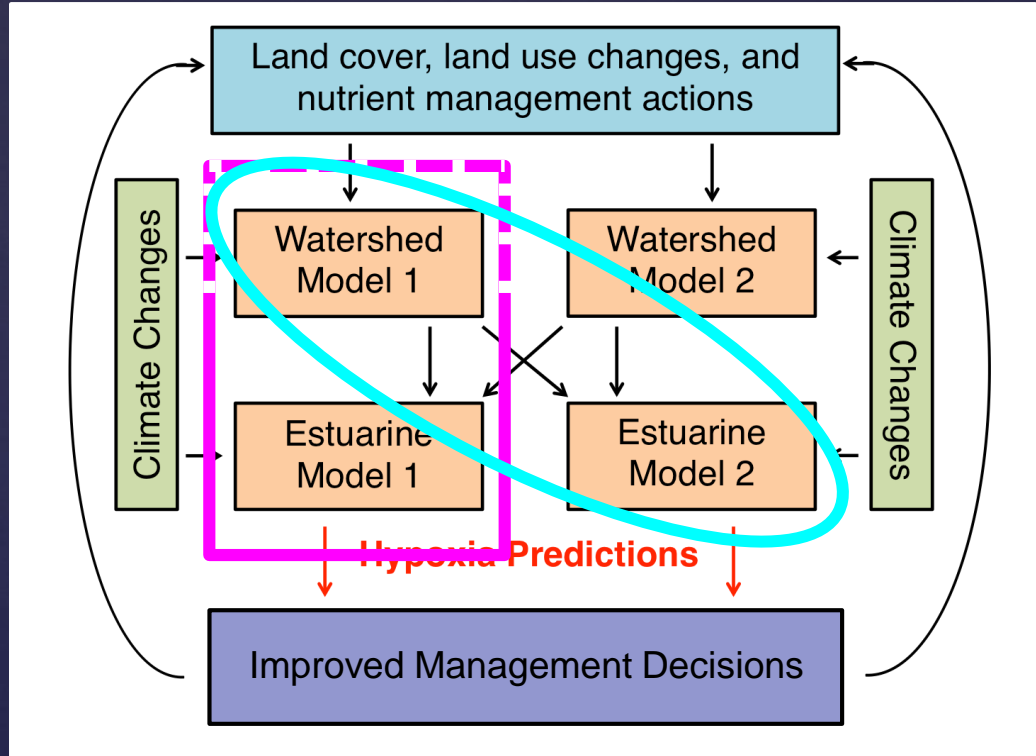 Land cover, land use changes, and
nutrient management actions
Climate Changes
Watershed
Model 1
Watershed
Model 2
Climate Changes
Estuarine
Model 1
Estuarine
Model 2
Hypoxia Predictions
Improved Management Decisions